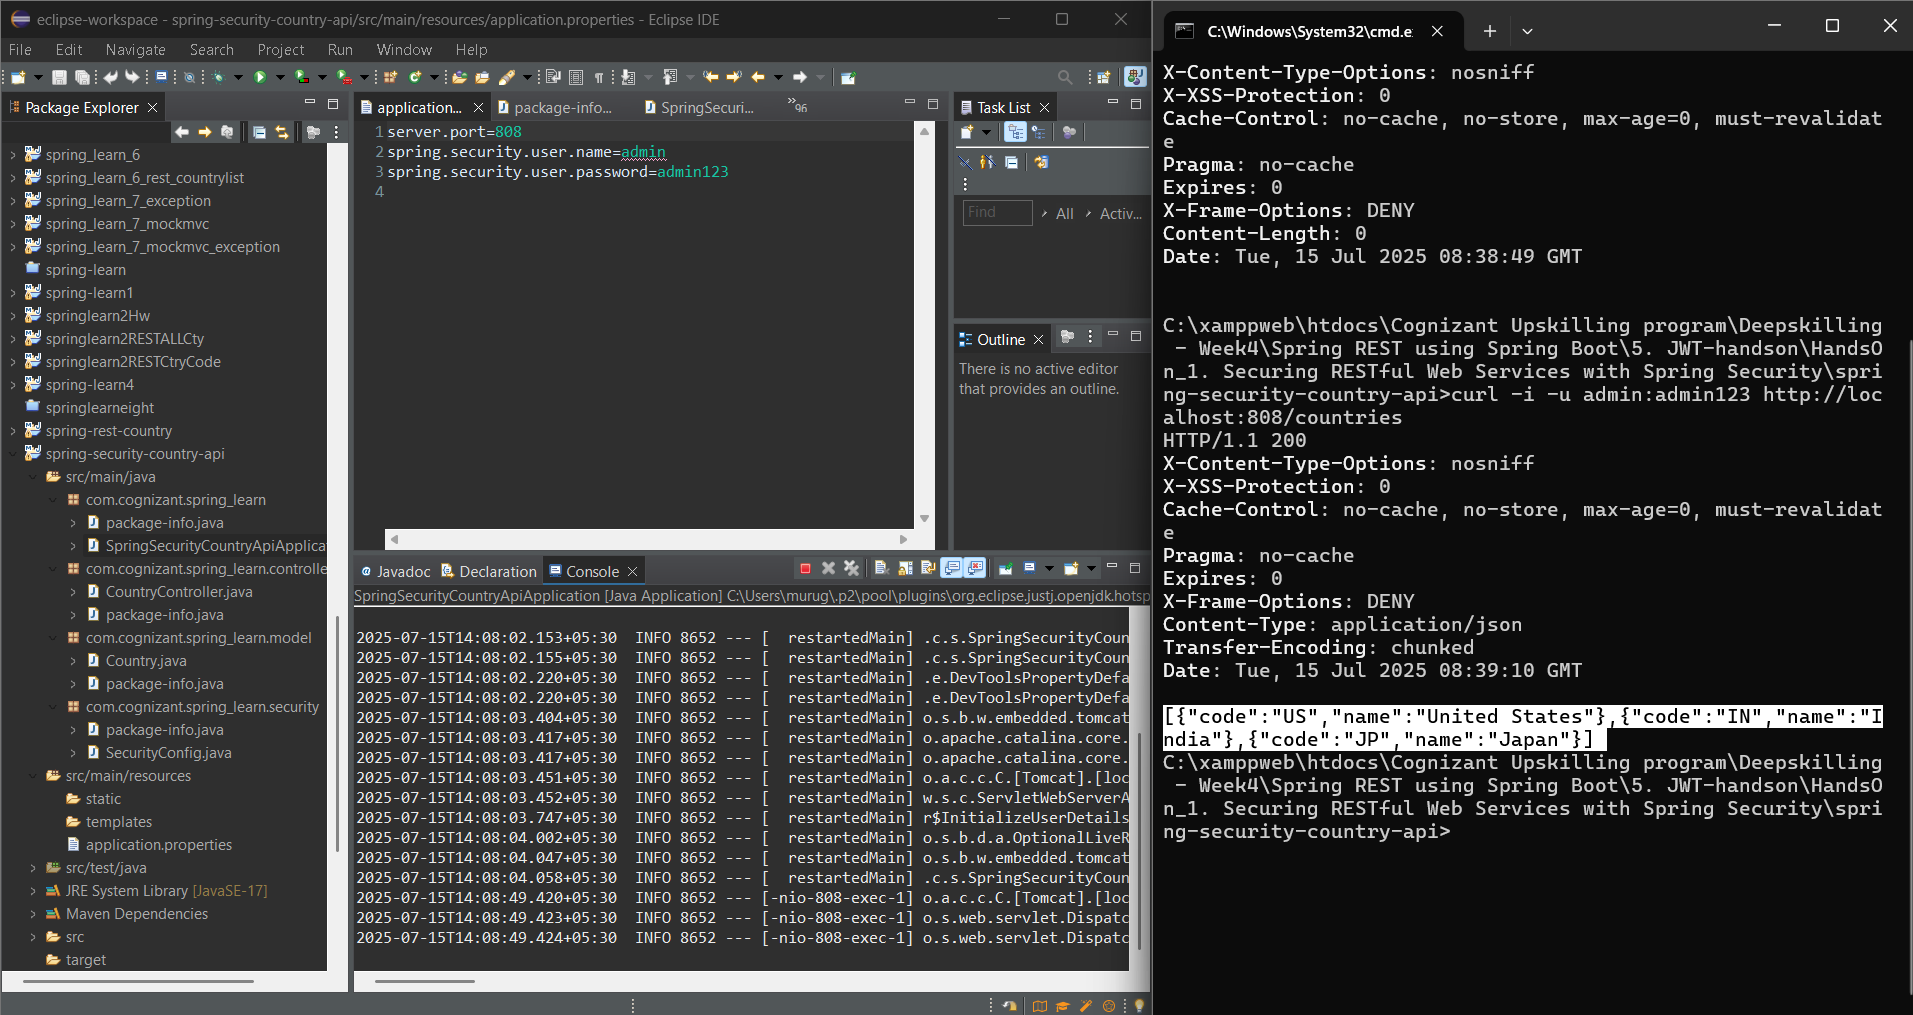 eclipse-workspace - spring-security-country-api/src/main/resources/application.properties - Eclipse IDE
File Edit Navigate Search Project Run Window Help
Package Explorer
spring_learn_6
spring_learn_6_rest_countrylist
spring_learn_7_exception
spring_learn_7_mockmvc
spring_learn_7_mockmvc_exception
spring-learn
spring-learn1
springlearn2Hw
springlearn2RESTALLCty
springlearn2RESTCtryCode
spring-learn4
springlearneight
spring-rest-country
spring-security-country-api
src/main/java
com.cognizant.spring_learn
package-info.java
SpringSecurityCountryApiApplica
com.cognizant.spring_learn.controlle
CountryController.java
package-info.java
com.cognizant.spring_learn.model
Country.java
package-info.java
com.cognizant.spring_learn.security
package-info.java
SecurityConfig.java
src/main/resources
static
templates
application.properties
src/test/java
JRE System Library [JavaSE-17]
Maven Dependencies
src
target
application... package-info... SpringSecuri... »96
1 server.port=808
2 spring.security.user.name=admin
3 spring.security.user.password=admin123
4
Task List
Find All Activ...
Outline
There is no active editor
that provides an outline.
Javadoc Declaration Console
SpringSecurityCountryApiApplication [Java Application] C:\Users\murug\.p2\pool\plugins\org.eclipse.justj.openjdk.hotsp
2025-07-15T14:08:02.153+05:30 INFO 8652 --- [ restartedMain] .c.s.SpringSecurityCoun
2025-07-15T14:08:02.155+05:30 INFO 8652 --- [ restartedMain] .c.s.SpringSecurityCoun
2025-07-15T14:08:02.220+05:30 INFO 8652 --- [ restartedMain] .e.DevToolsPropertyDefa
2025-07-15T14:08:02.220+05:30 INFO 8652 --- [ restartedMain] .e.DevToolsPropertyDefa
2025-07-15T14:08:03.404+05:30 INFO 8652 --- [ restartedMain] o.s.b.w.embedded.tomcat
2025-07-15T14:08:03.417+05:30 INFO 8652 --- [ restartedMain] o.apache.catalina.core.
2025-07-15T14:08:03.417+05:30 INFO 8652 --- [ restartedMain] o.apache.catalina.core.
2025-07-15T14:08:03.451+05:30 INFO 8652 --- [ restartedMain] o.a.c.c.C.[Tomcat].[loc
2025-07-15T14:08:03.452+05:30 INFO 8652 --- [ restartedMain] w.s.c.ServletWebServerA
2025-07-15T14:08:03.747+05:30 INFO 8652 --- [ restartedMain] r$InitializeUserDetails
2025-07-15T14:08:04.002+05:30 INFO 8652 --- [ restartedMain] o.s.b.d.a.OptionalLiveR
2025-07-15T14:08:04.047+05:30 INFO 8652 --- [ restartedMain] o.s.b.w.embedded.tomcat
2025-07-15T14:08:04.058+05:30 INFO 8652 --- [ restartedMain] .c.s.SpringSecurityCoun
2025-07-15T14:08:49.420+05:30 INFO 8652 --- [-nio-808-exec-1] o.a.c.c.C.[Tomcat].[loc
2025-07-15T14:08:49.423+05:30 INFO 8652 --- [-nio-808-exec-1] o.s.web.servlet.Dispatc
2025-07-15T14:08:49.424+05:30 INFO 8652 --- [-nio-808-exec-1] o.s.web.servlet.Dispatc
C:\Windows\System32\cmd.e
X-Content-Type-Options: nosniff
X-XSS-Protection: 0
Cache-Control: no-cache, no-store, max-age=0, must-revalidat
e
Pragma: no-cache
Expires: 0
X-Frame-Options: DENY
Content-Length: 0
Date: Tue, 15 Jul 2025 08:38:49 GMT
C:\xamppweb\htdocs\Cognizant Upskilling program\Deepskilling
- Week4\Spring REST using Spring Boot\5. JWT-handson\HandsO
n_1. Securing RESTful Web Services with Spring Security\spri
ng-security-country-api>curl -i -u admin:admin123 http://loc
alhost:808/countries
HTTP/1.1 200
X-Content-Type-Options: nosniff
X-XSS-Protection: 0
Cache-Control: no-cache, no-store, max-age=0, must-revalidat
e
Pragma: no-cache
Expires: 0
X-Frame-Options: DENY
Content-Type: application/json
Transfer-Encoding: chunked
Date: Tue, 15 Jul 2025 08:39:10 GMT
[{"code":"US","name":"United States"},{"code":"IN","name":"I
ndia"},{"code":"JP","name":"Japan"}]
C:\xamppweb\htdocs\Cognizant Upskilling program\Deepskilling
- Week4\Spring REST using Spring Boot\5. JWT-handson\HandsO
n_1. Securing RESTful Web Services with Spring Security\spri
ng-security-country-api>